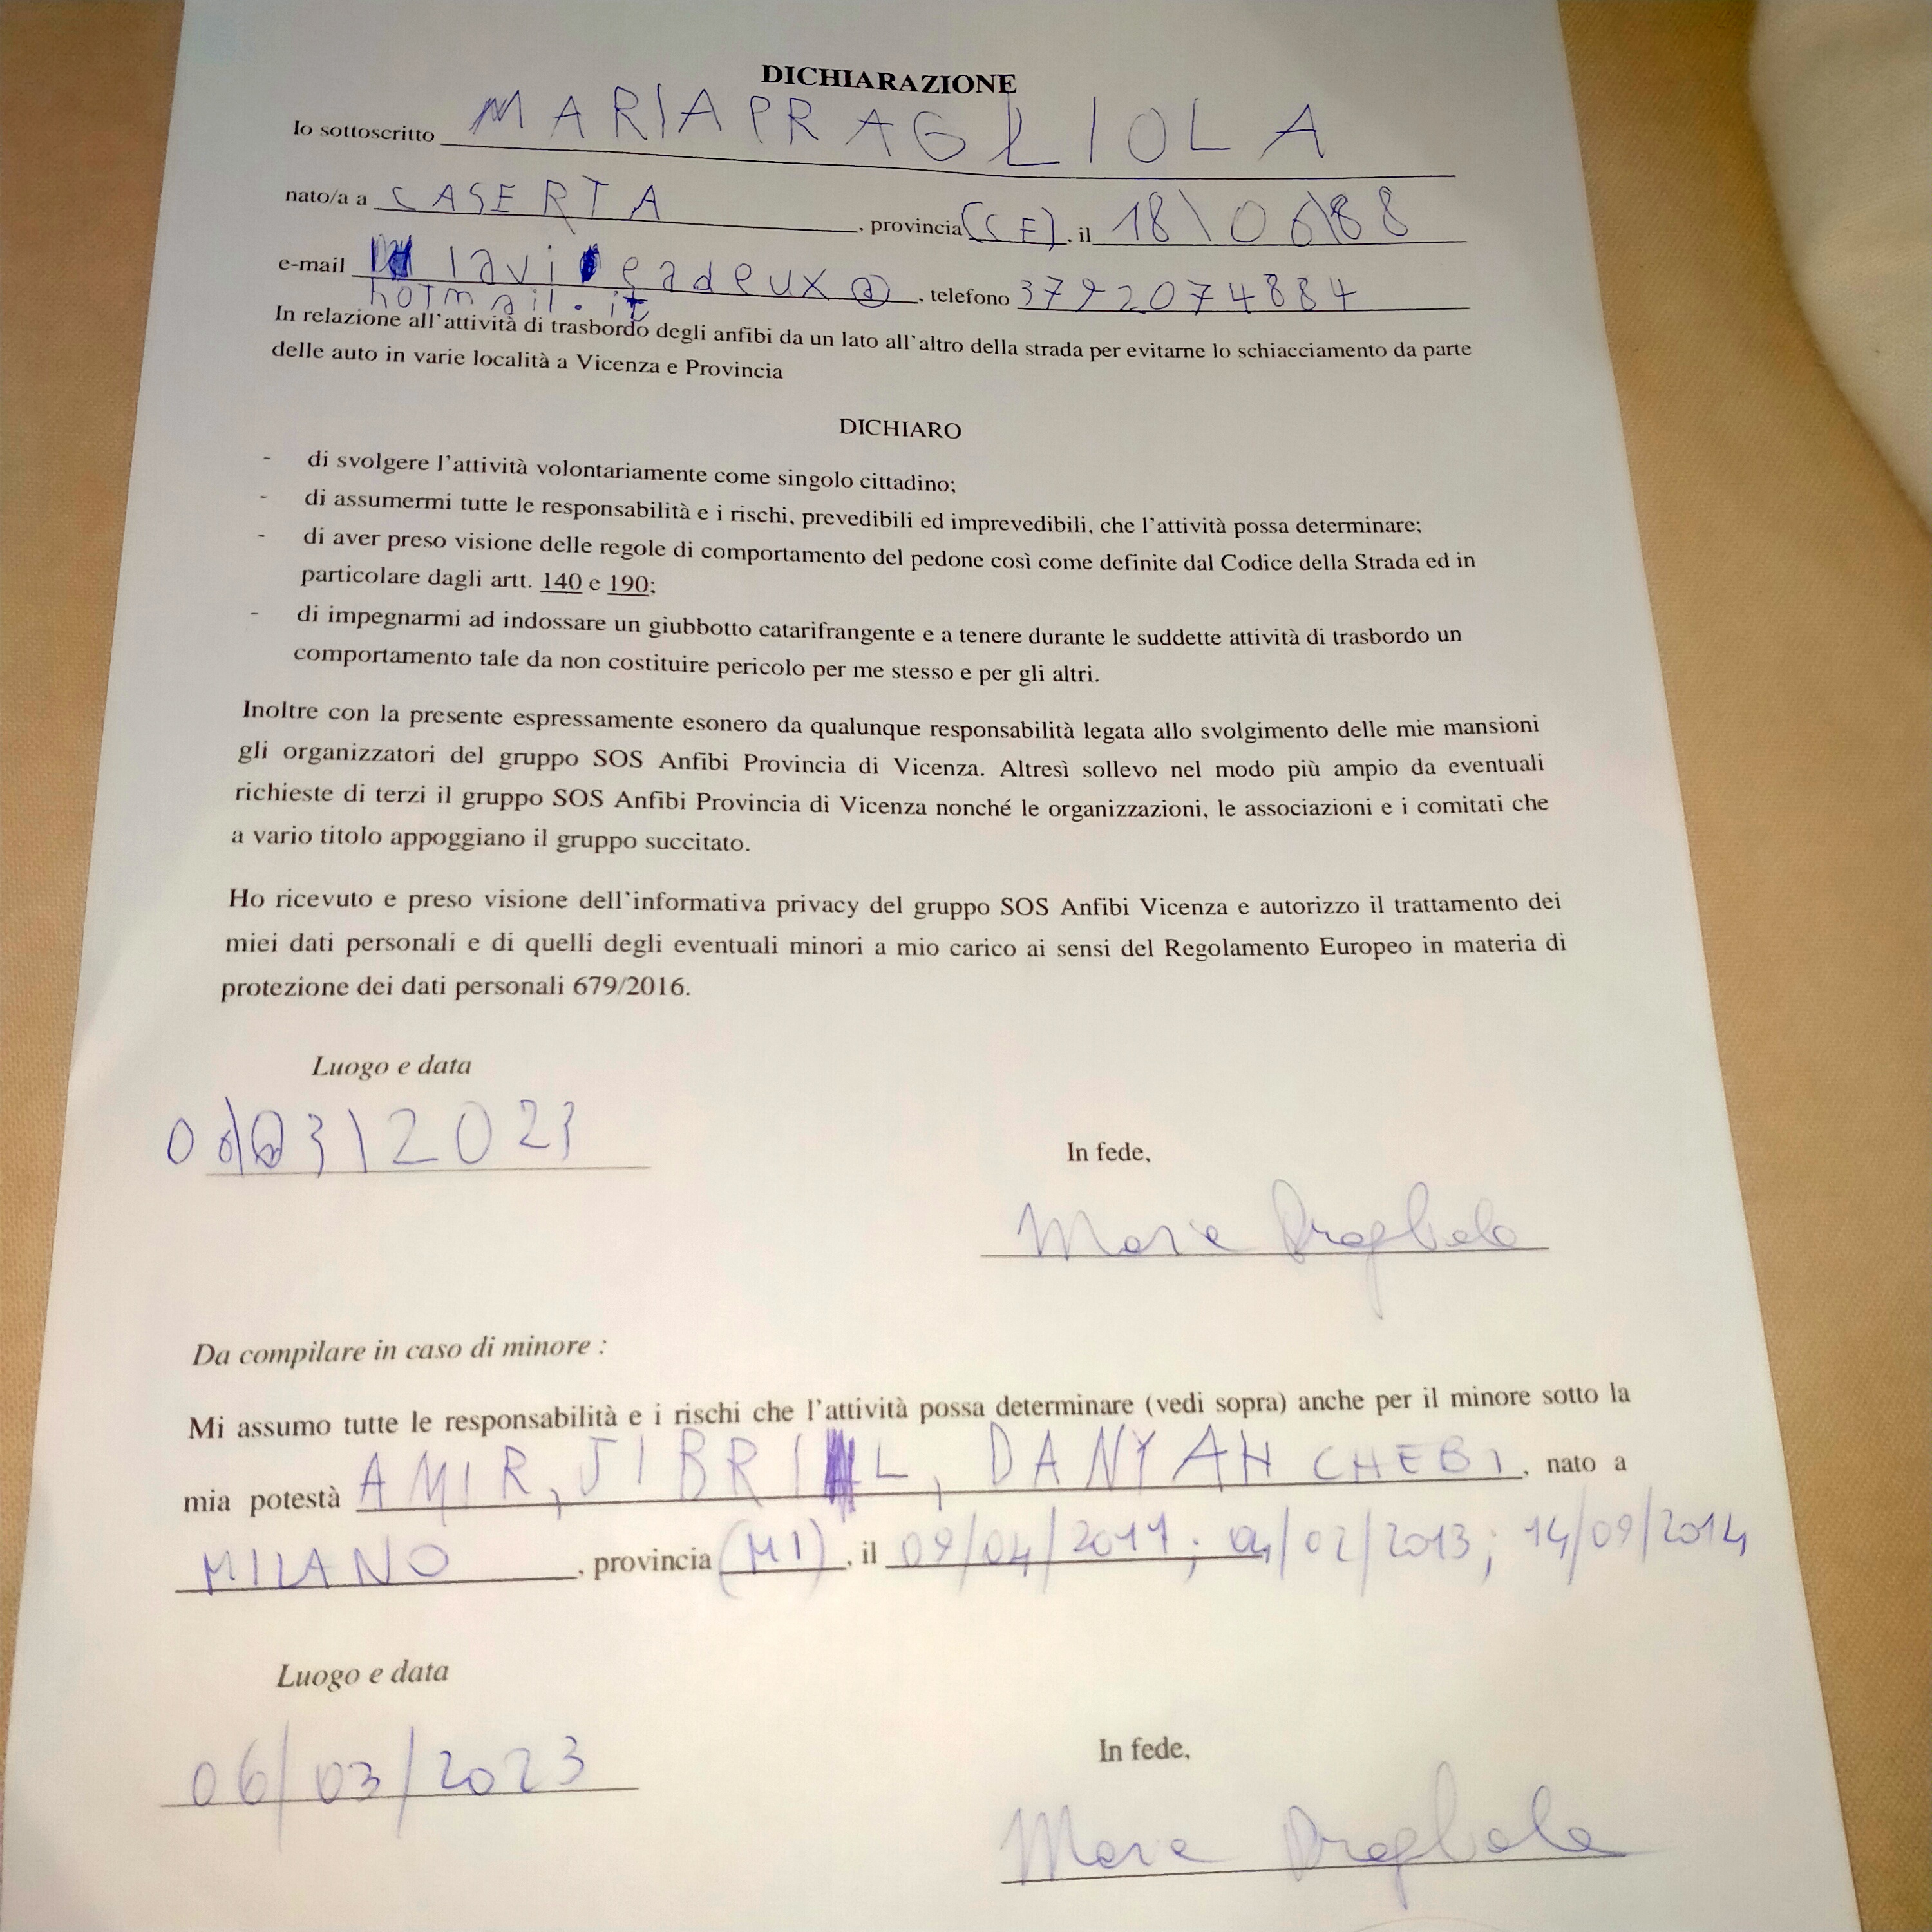 DICHIARAZIONE
Io sottoscritto MARIA PRAGLIOLA
nato/a a CASERTA, provincia (CE), il 18\06\88
e-mail lavieadeux@, telefono 3792074884
hotmail.it
In relazione all'attività di trasbordo degli anfibi da un lato all'altro della strada per evitarne lo schiacciamento da parte
delle auto in varie località a Vicenza e Provincia
DICHIARO
- di svolgere l'attività volontariamente come singolo cittadino;
- di assumermi tutte le responsabilità e i rischi, prevedibili ed imprevedibili, che l'attività possa determinare;
- di aver preso visione delle regole di comportamento del pedone così come definite dal Codice della Strada ed in
particolare dagli artt. 140 e 190;
- di impegnarmi ad indossare un giubbotto catarifrangente e a tenere durante le suddette attività di trasbordo un
comportamento tale da non costituire pericolo per me stesso e per gli altri.
Inoltre con la presente espressamente esonero da qualunque responsabilità legata allo svolgimento delle mie mansioni
gli organizzatori del gruppo SOS Anfibi Provincia di Vicenza. Altresì sollevo nel modo più ampio da eventuali
richieste di terzi il gruppo SOS Anfibi Provincia di Vicenza nonché le organizzazioni, le associazioni e i comitati che
a vario titolo appoggiano il gruppo succitato.
Ho ricevuto e preso visione dell'informativa privacy del gruppo SOS Anfibi Vicenza e autorizzo il trattamento dei
miei dati personali e di quelli degli eventuali minori a mio carico ai sensi del Regolamento Europeo in materia di
protezione dei dati personali 679/2016.
Luogo e data
06\03\2023
In fede,
Maria Pragliola
Da compilare in caso di minore :
Mi assumo tutte le responsabilità e i rischi che l'attività possa determinare (vedi sopra) anche per il minore sotto la
mia potestà AMIR, JIBRIL, DANYAH CHEBI, nato a
MILANO, provincia (MI), il 09/04/2011; 04/02/2013; 14/09/2014
Luogo e data
06/03/2023
In fede,
Maria Pragliola